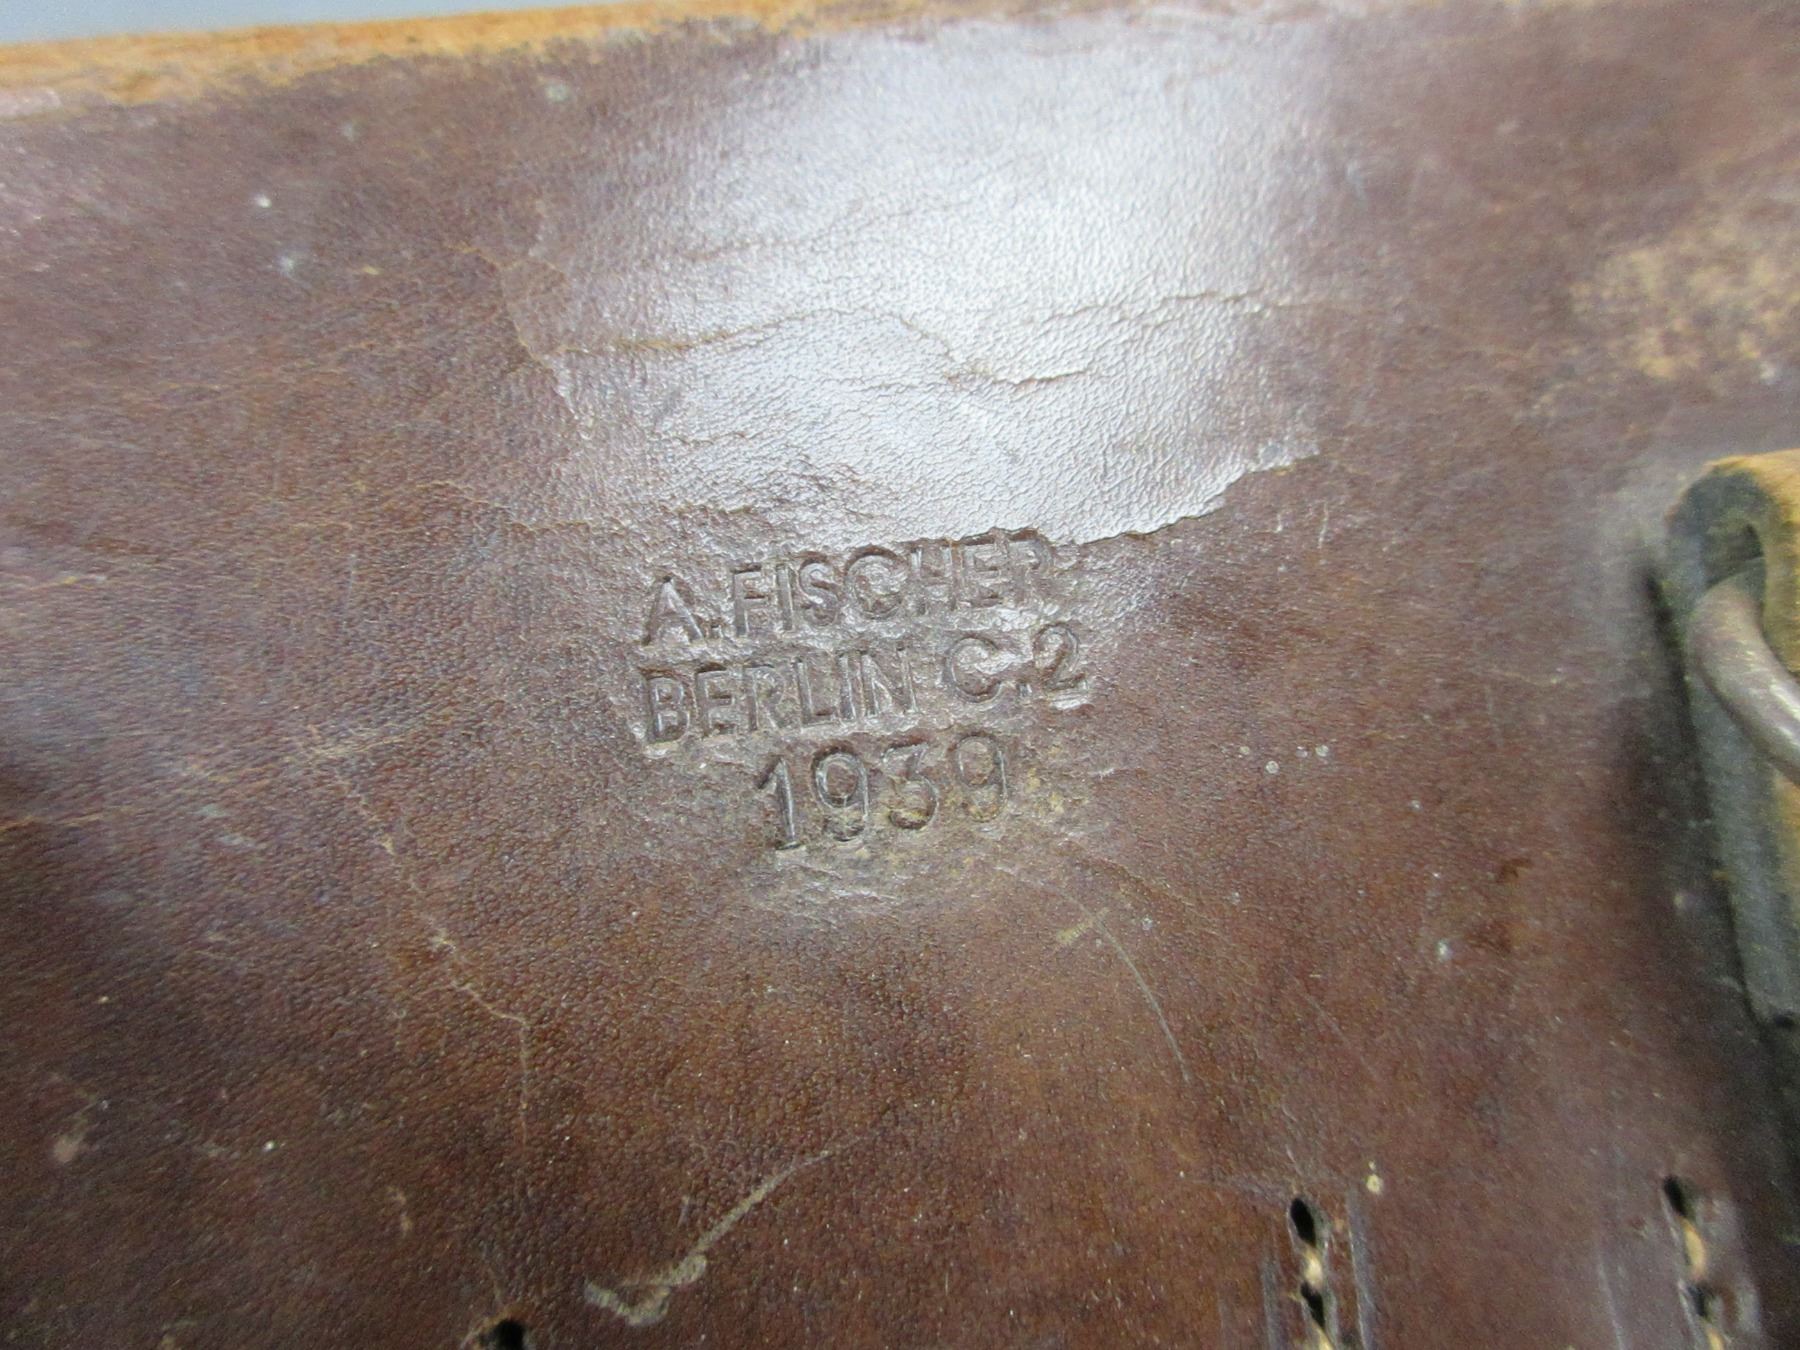 A. FISCHER
BERLIN C.2
1939